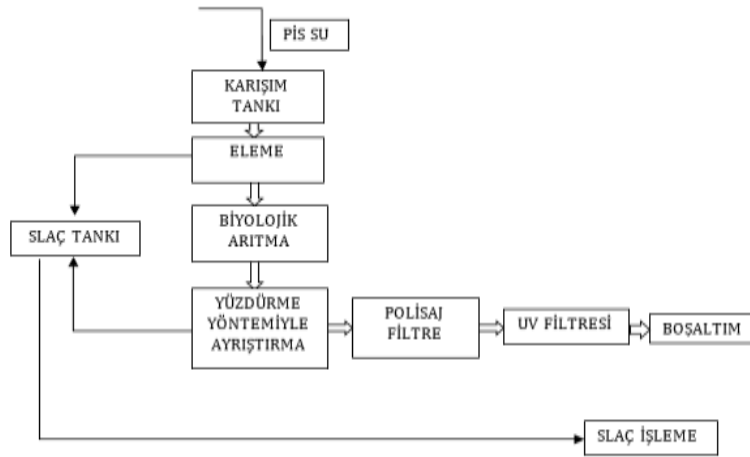 PİS SU
KARIŞIM
TANKI
ELEME
BİYOLOJİK
ARITMA
SLAÇ TANKI
YÜZDÜRME
YÖNTEMİYLE
AYRIŞTIRMA
POLİSAJ
FİLTRE
UV FİLTRESİ
BOŞALTIM
SLAÇ İŞLEME